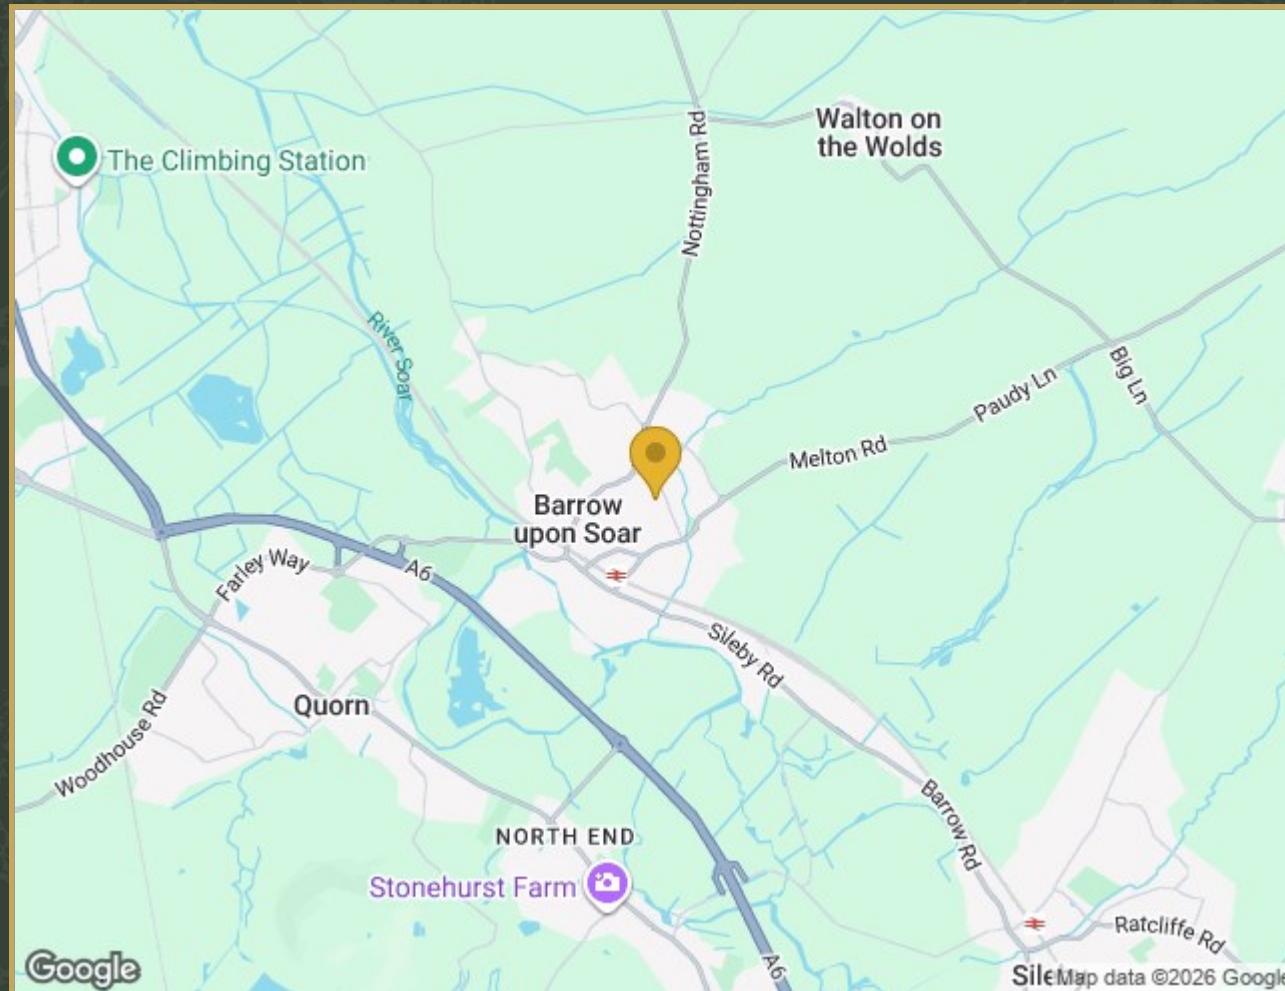 Walton on
the Wolds
The Climbing Station
Nottingham Rd
River Soar
Big Ln
Paudy Ln
Melton Rd
Barrow
upon Soar
Farley Way
A6
Sileby Rd
Quorn
Woodhouse Rd
Barrow Rd
NORTH END
Stonehurst Farm
Ratcliffe Rd
A6
Google
Map data ©2026 Google